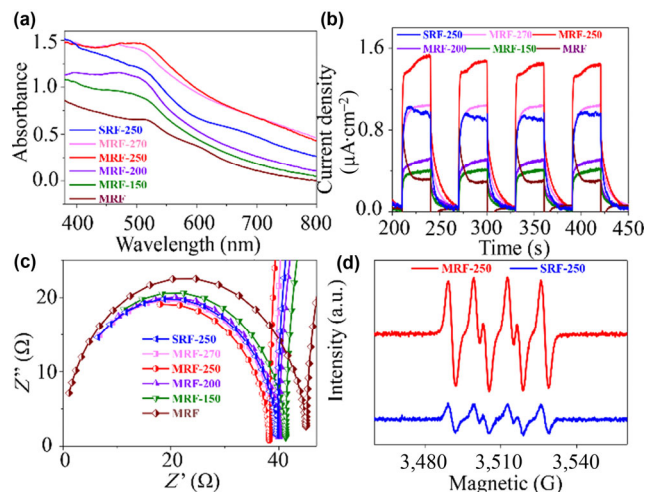 (a)
Absorbance
1.5
1.0
0.5
0.0
SRF-250
MRF-270
MRF-250
MRF-200
MRF-150
MRF
400 500 600 700 800
Wavelength (nm)
(b)
SRF-250 MRF-270 MRF-250
MRF-200 MRF-150 MRF
Current density
(μA·cm−2)
1.6
1.2
0.8
0.4
0.0
200 250 300 350 400 450
Time (s)
(c)
Z'' (Ω)
20
10
0
SRF-250
MRF-270
MRF-250
MRF-200
MRF-150
MRF
0 20 40
Z' (Ω)
(d)
MRF-250 SRF-250
Intensity (a.u.)
3,480 3,510 3,540
Magnetic (G)